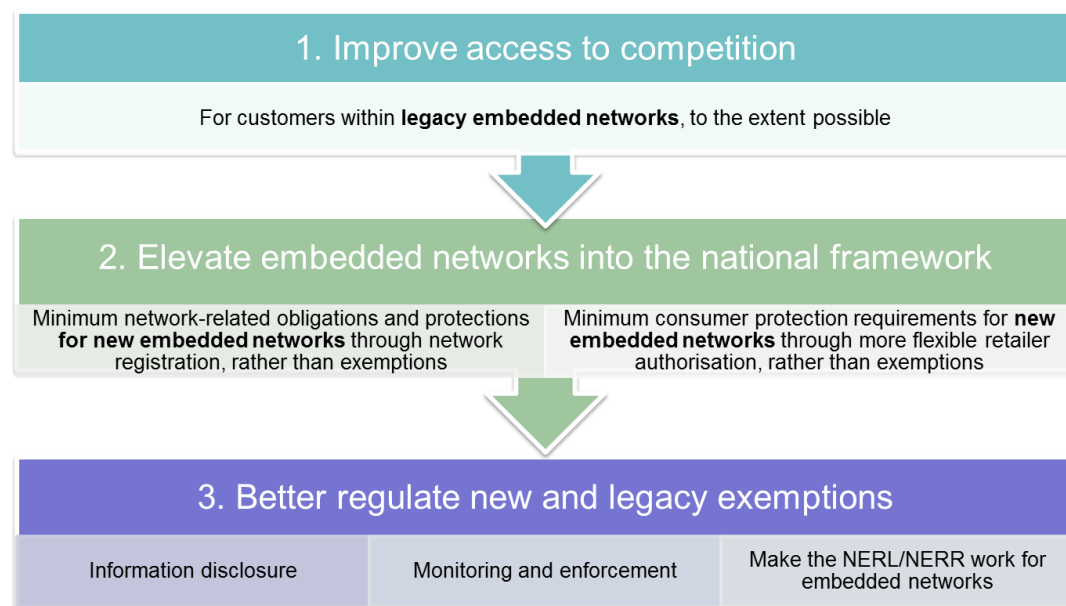 1. Improve access to competition
For customers within legacy embedded networks, to the extent possible
2. Elevate embedded networks into the national framework
Minimum network-related obligations and protections
for new embedded networks through network
registration, rather than exemptions
Minimum consumer protection requirements for new
embedded networks through more flexible retailer
authorisation, rather than exemptions
3. Better regulate new and legacy exemptions
Information disclosure
Monitoring and enforcement
Make the NERL/NERR work for
embedded networks